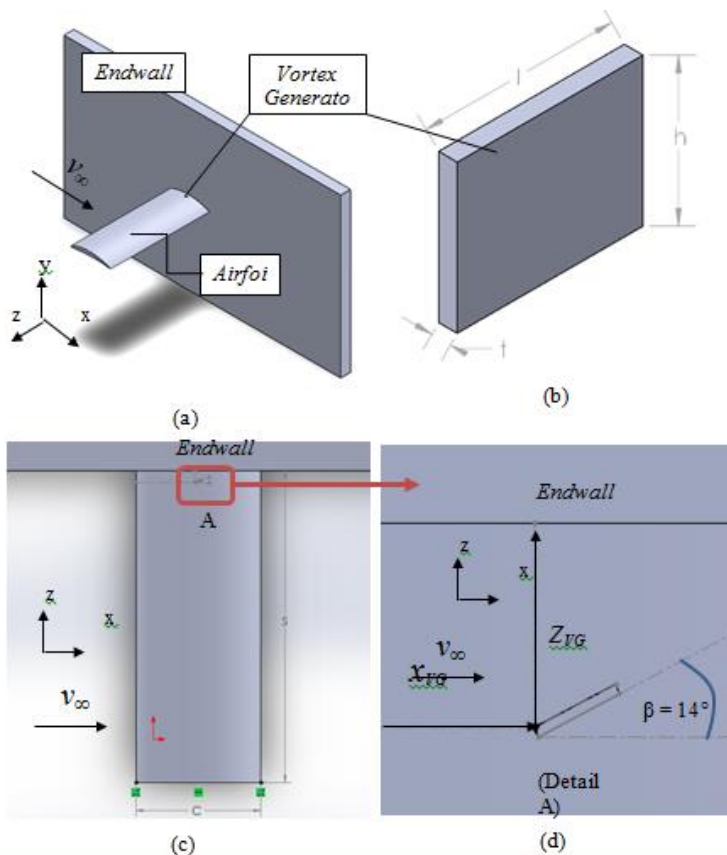 Endwall
Vortex
Generato
v∞
Airfoi
y
z
x
(a)
l
h
t
(b)
Endwall
A
z
x
s
v∞
C
(c)
Endwall
z
x
ZVG
v∞
xVG
β = 14°
(Detail
A)
(d)